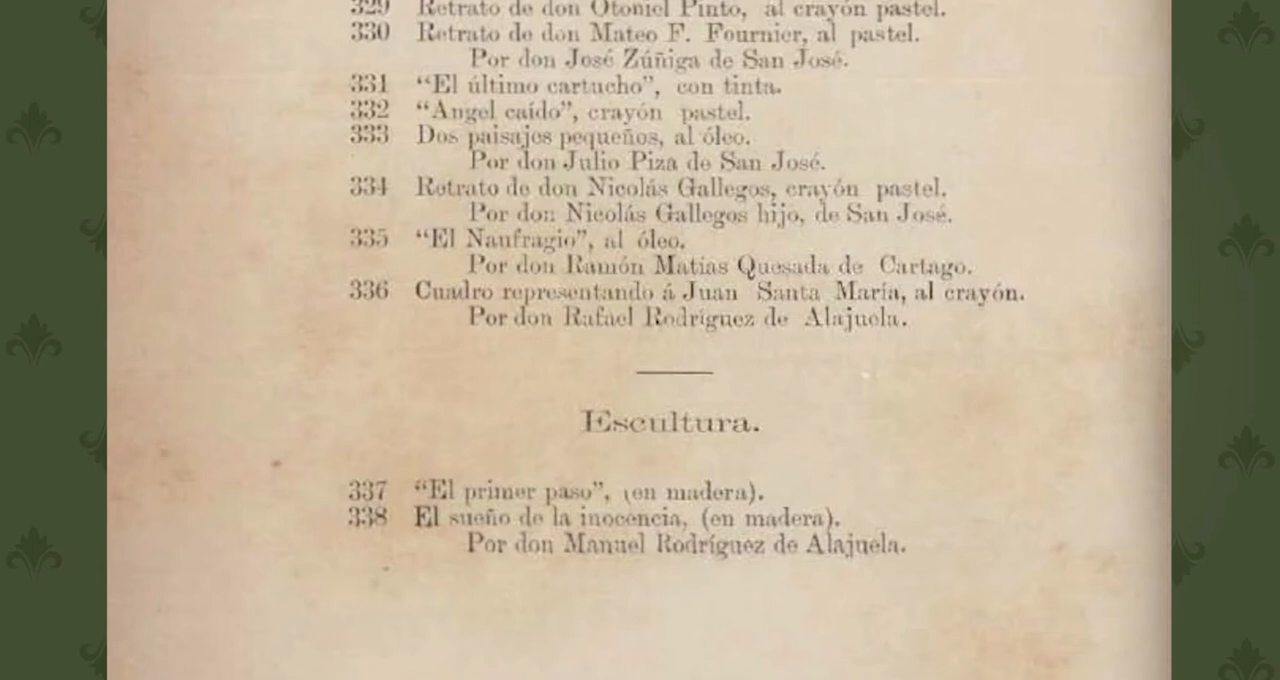 329 Retrato de don Otoniel Pinto, al crayón pastel.
330 Retrato de don Mateo F. Fournier, al pastel.
Por don José Zúñiga de San José.
331 “El último cartucho”, con tinta.
332 “Angel caído”, crayón pastel.
333 Dos paisajes pequeños, al óleo.
Por don Julio Piza de San José.
334 Retrato de don Nicolás Gallegos, crayón pastel.
Por don Nicolás Gallegos hijo, de San José.
335 “El Naufragio”, al óleo.
Por don Ramón Matías Quesada de Cartago.
336 Cuadro representando á Juan Santa María, al crayón.
Por don Rafael Rodríguez de Alajuela.
Escultura.
337 “El primer paso”, (en madera).
338 El sueño de la inocencia, (en madera).
Por don Manuel Rodríguez de Alajuela.